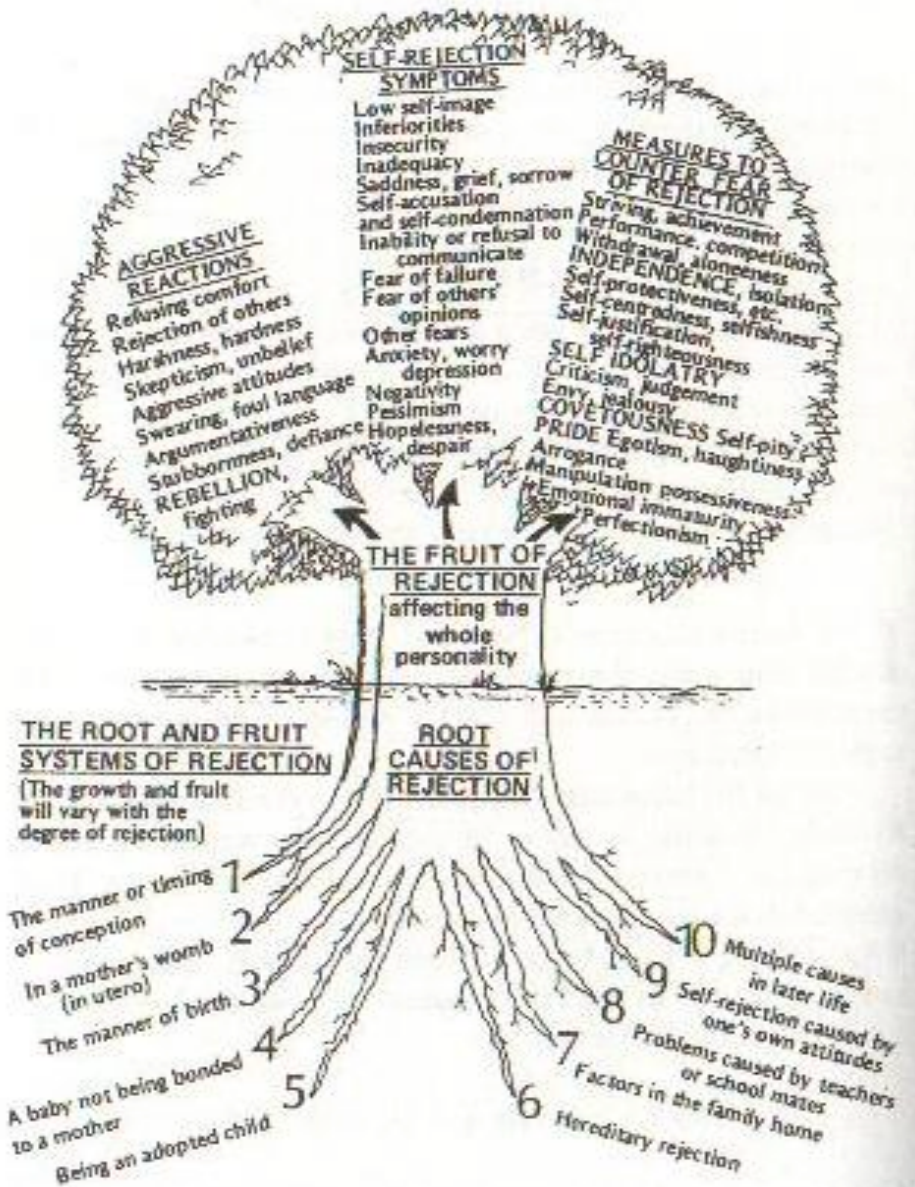 SELF-REJECTION
SYMPTOMS
Low self-image
Inferiorities
Insecurity
Inadequacy
Saddness, grief, sorrow
Self-accusation
and self-condemnation
Inability or refusal to
communicate
Fear of failure
Fear of others'
opinions
Other fears
Anxiety, worry
depression
Negativity
Pessimism
Hopelessness,
despair
AGGRESSIVE
REACTIONS
Refusing comfort
Rejection of others
Harshness, hardness
Skepticism, unbelief
Aggressive attitudes
Swearing, foul language
Argumentativeness
Stubbornness, defiance
REBELLION,
fighting
MEASURES TO
COUNTER FEAR
OF REJECTION
Striving, achievement
Performance, competition
Withdrawal, aloneeness
INDEPENDENCE, isolation
Self-protectiveness, etc.
Self-centredness, selfishness
Self-justification,
self-righteousness
SELF IDOLATRY
Criticism, judgement
Envy, jealousy
COVETOUSNESS Self-pity
PRIDE Egotism, haughtiness,
Arrogance
Manipulation possessiveness
Emotional immaturity
Perfectionism
THE FRUIT OF
REJECTION
affecting the
whole
personality
THE ROOT AND FRUIT
SYSTEMS OF REJECTION
(The growth and fruit
will vary with the
degree of rejection)
ROOT
CAUSES OF
REJECTION
1
The manner or timing
of conception
2
In a mother's womb
(in utero)
3
The manner of birth
4
A baby not being bonded
to a mother
5
Being an adopted child
6
Hereditary rejection
7
Factors in the family home
8
Problems caused by teachers
or school mates
9
Self-rejection caused by
one's own attitudes
10
Multiple causes
in later life